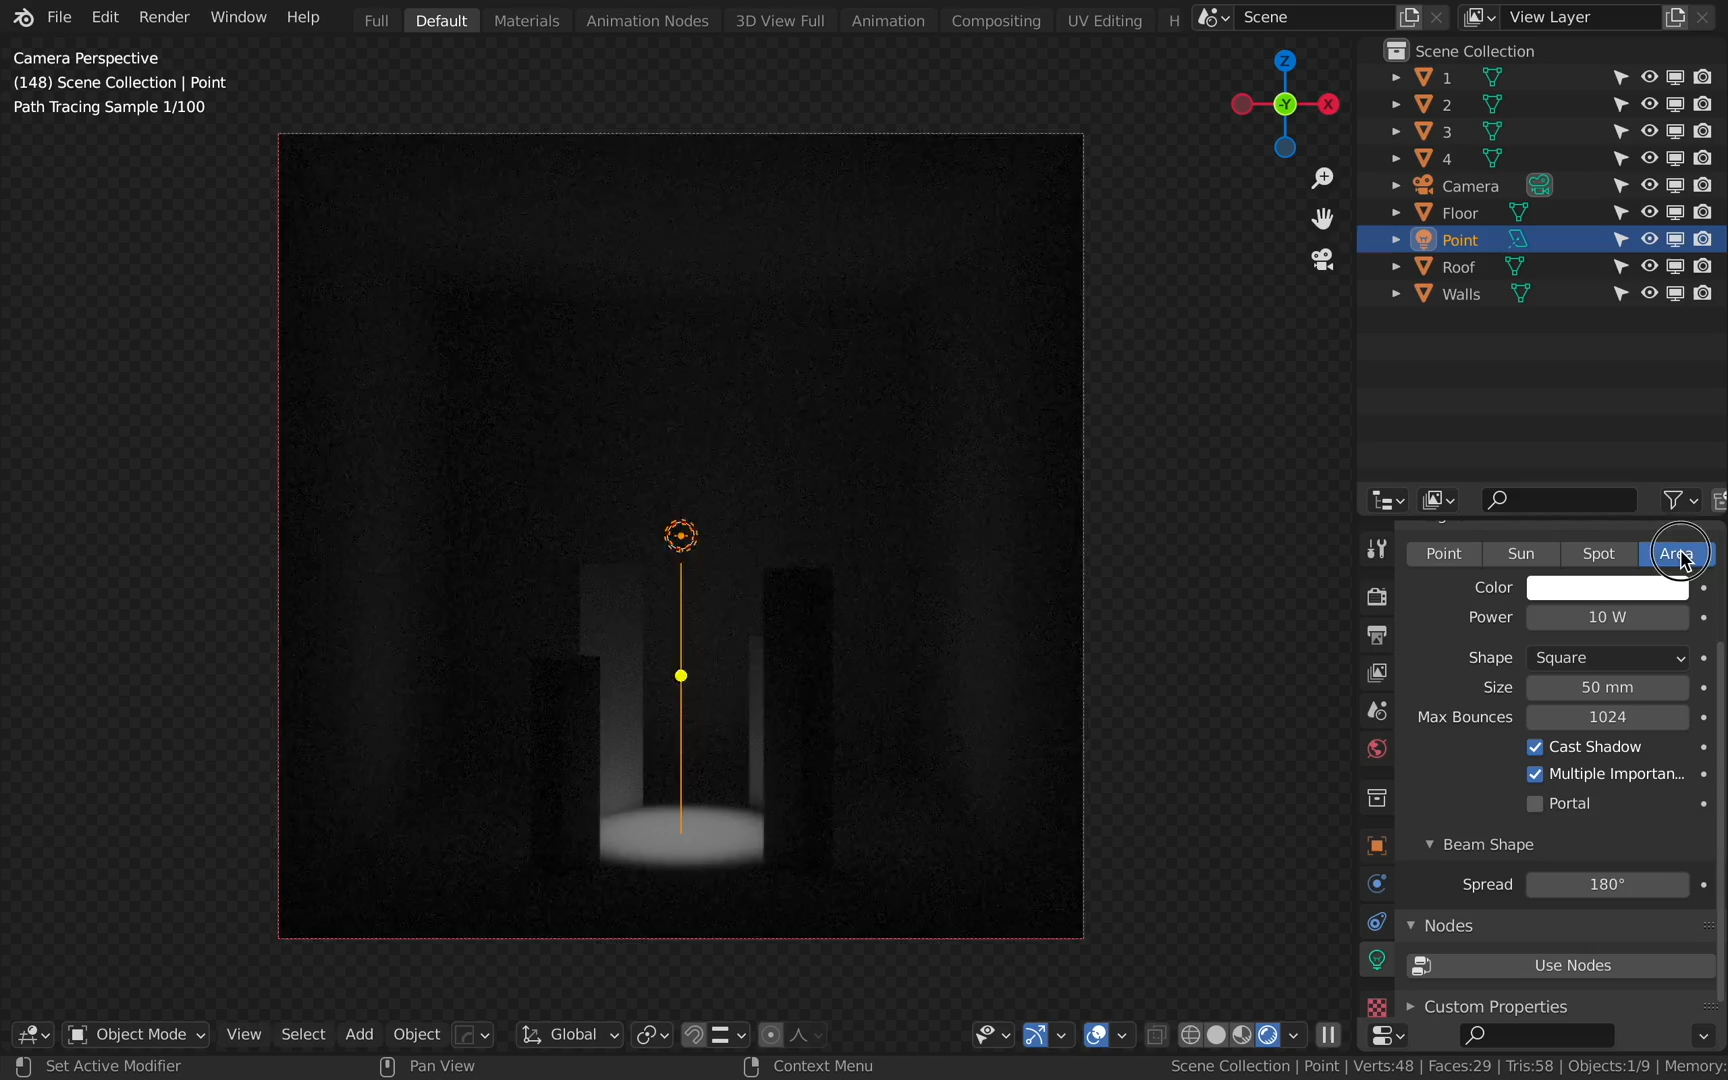 File Edit Render Window Help Full Default Materials Animation Nodes 3D View Full Animation Compositing UV Editing H Scene View Layer
Camera Perspective
(148) Scene Collection | Point
Path Tracing Sample 1/100
Z
-Y
X
Scene Collection
1
2
3
4
Camera
Floor
Point
Roof
Walls
Point Sun Spot Area
Color
Power 10 W
Shape Square
Size 50 mm
Max Bounces 1024
Cast Shadow
Multiple Importan...
Portal
Beam Shape
Spread 180°
Nodes
Use Nodes
Custom Properties
Object Mode View Select Add Object Global
Set Active Modifier Pan View Context Menu Scene Collection | Point | Verts:48 | Faces:29 | Tris:58 | Objects:1/9 | Memory: